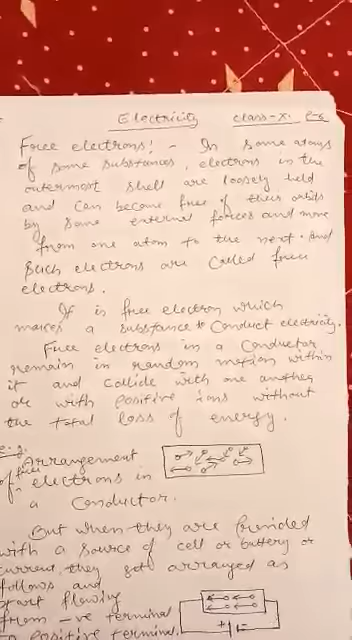 Electricity class-X. P-6
Free electrons:- In some atoms
of some substances, electrons in the
outermost shell are loosely held
and can become free of their orbits
by some external forces and move
from one atom to the next. And
Such electrons are called free
electrons.
It is free electron which
makes a substance to Conduct electricity.
Free electrons in a Conductor
remain in random motion within
it and Collide with one another
or with positive ions without
the total loss of energy.
e.g.
Arrangement
of free electrons in
a Conductor.
But when they are provided
with a source of cell or battery or
current, they get arranged as
follows and
start flowing
from -ve terminal
to Positive terminal.